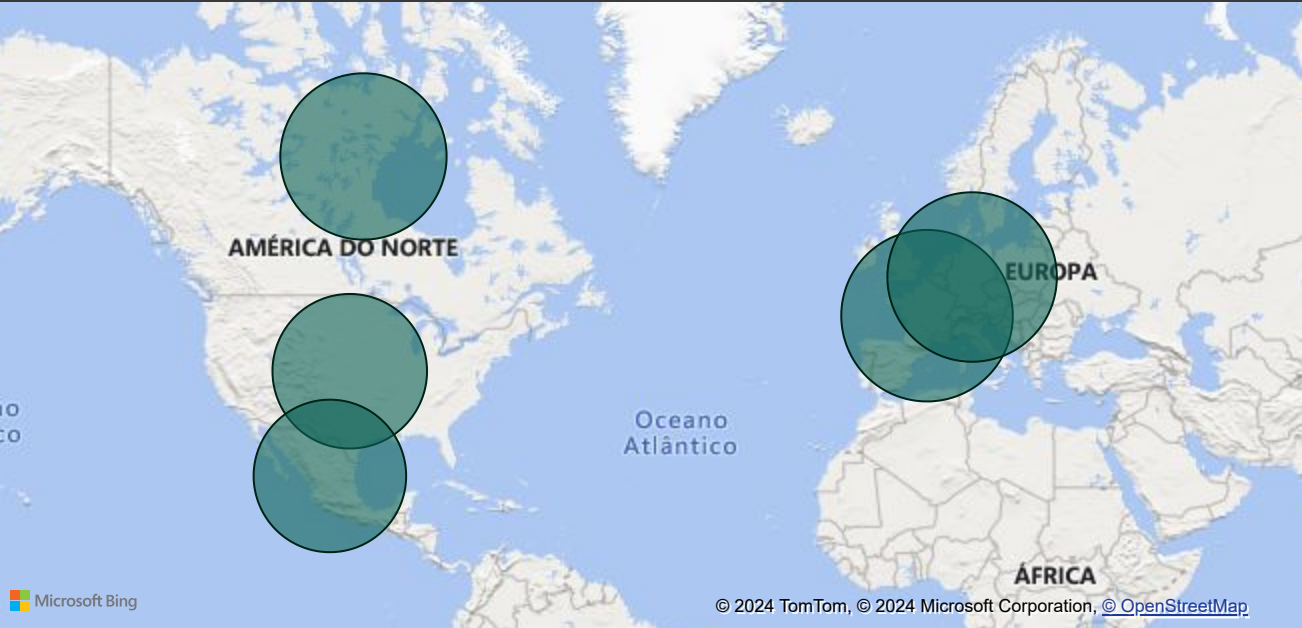 AMÉRICA DO NORTE
EUROPA
Oceano
Atlântico
ÁFRICA
Microsoft Bing
© 2024 TomTom, © 2024 Microsoft Corporation, © OpenStreetMap